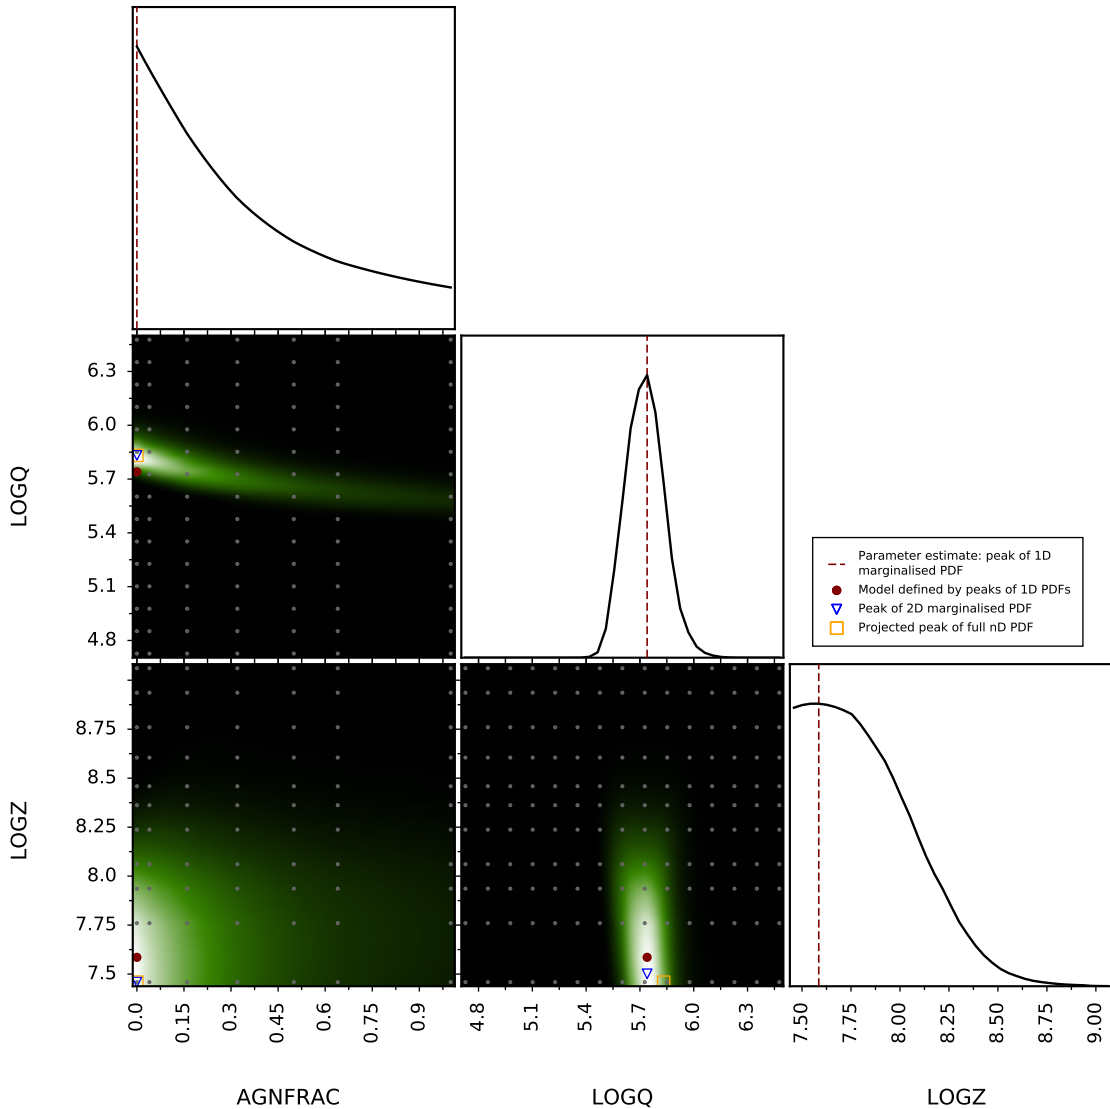 6.3
6.0
5.7
5.4
5.1
4.8
LOGQ
Parameter estimate: peak of 1D
marginalised PDF
Model defined by peaks of 1D PDFs
Peak of 2D marginalised PDF
Projected peak of full nD PDF
8.75
8.5
8.25
8.0
7.75
7.5
LOGZ
0.0 0.15 0.3 0.45 0.6 0.75 0.9
4.8 5.1 5.4 5.7 6.0 6.3
7.50 7.75 8.00 8.25 8.50 8.75 9.00
AGNFRAC LOGQ LOGZ